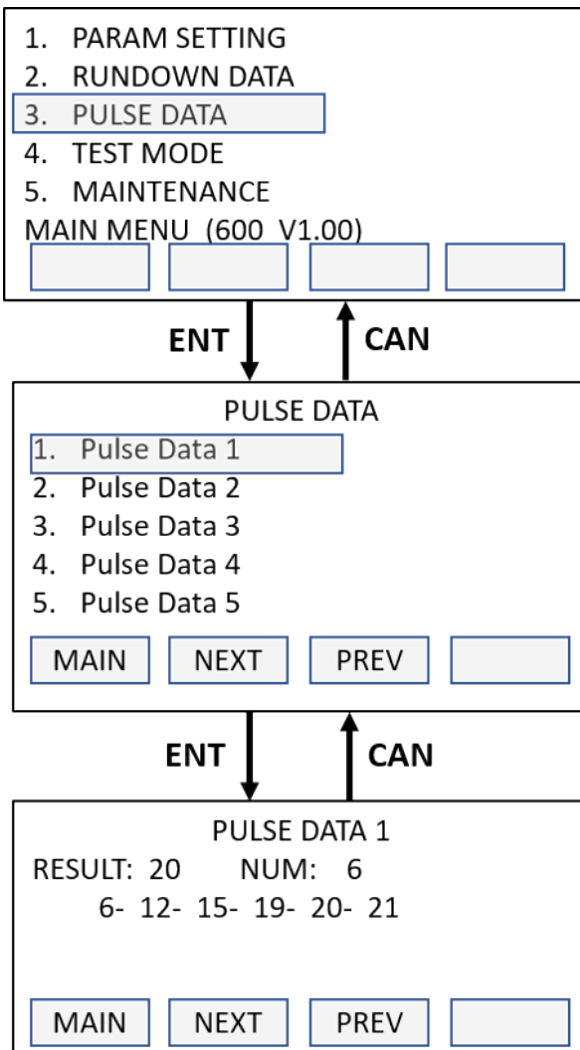 1. PARAM SETTING
2. RUNDOWN DATA
3. PULSE DATA
4. TEST MODE
5. MAINTENANCE
MAIN MENU (600 V1.00)
ENT CAN
PULSE DATA
1. Pulse Data 1
2. Pulse Data 2
3. Pulse Data 3
4. Pulse Data 4
5. Pulse Data 5
MAIN NEXT PREV
ENT CAN
PULSE DATA 1
RESULT: 20 NUM: 6
6- 12- 15- 19- 20- 21
MAIN NEXT PREV